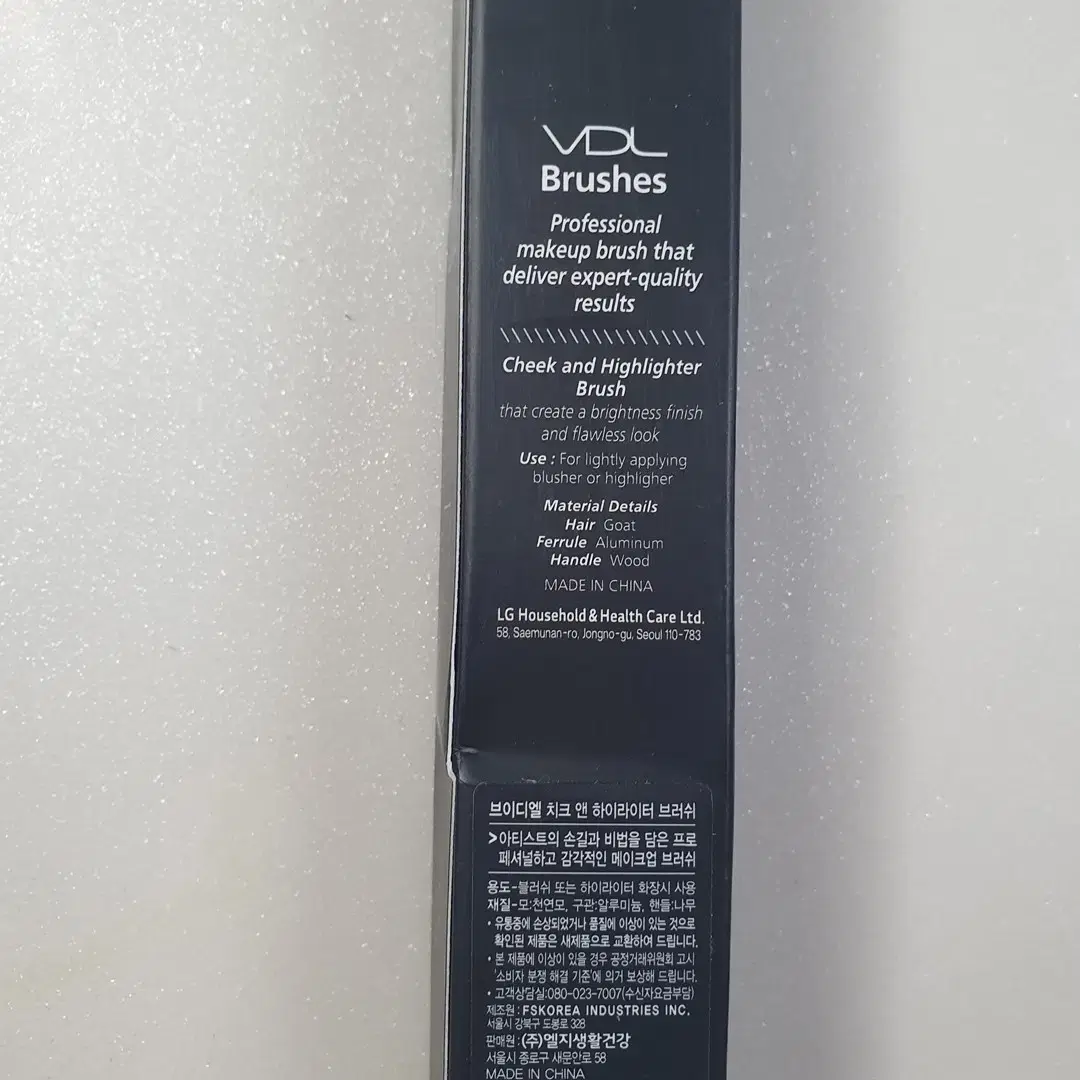 VDL
Brushes
Professional
makeup brush that
deliver expert-quality
results
Cheek and Highlighter
Brush
that create a brightness finish
and flawless look
Use : For lightly applying
blusher or highligher
Material Details
Hair Goat
Ferrule Aluminum
Handle Wood
MADE IN CHINA
LG Household & Health Care Ltd.
58, Saemunan-ro, Jongno-gu, Seoul 110-783
브이디엘 치크 앤 하이라이터 브러쉬
>아티스트의 손길과 비법을 담은 프로
페셔널하고 감각적인 메이크업 브러쉬
용도-블러쉬 또는 하이라이터 화장시 사용
재질-모:천연모, 구관:알루미늄, 핸들:나무
• 유통중에 손상되었거나 품질에 이상이 있는 것으로
확인된 제품은 새제품으로 교환하여 드립니다.
• 본 제품에 이상이 있을 경우 공정거래위원회 고시
'소비자 분쟁 해결 기준'에 의거 보상해 드립니다.
• 고객상담실:080-023-7007(수신자요금부담)
제조원 : FSKOREA INDUSTRIES INC.
서울시 강북구 도봉로 328
판매원 : (주)엘지생활건강
서울시 종로구 새문안로 58
MADE IN CHINA